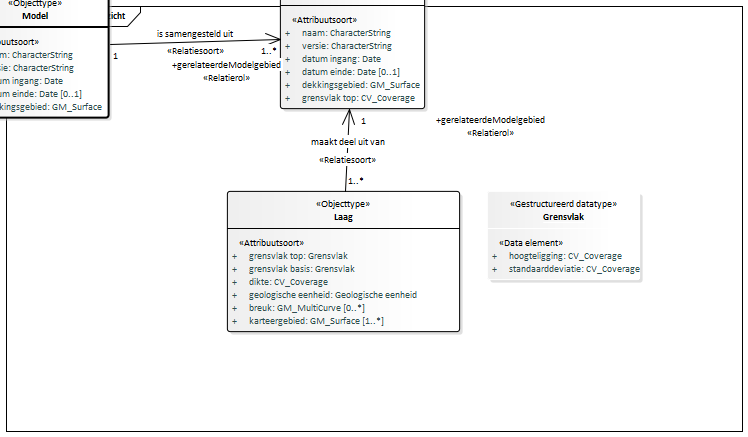 «Objecttype»
Model
icht
buutsoort»
m: CharacterString
sie: CharacterString
um ingang: Date
um einde: Date [0..1]
kingsgebied: GM_Surface
is samengesteld uit
1
«Relatiesoort»
1..*
+gerelateerdeModelgebied
«Relatierol»
«Attribuutsoort»
+ naam: CharacterString
+ versie: CharacterString
+ datum ingang: Date
+ datum einde: Date [0..1]
+ dekkingsgebied: GM_Surface
+ grensvlak top: CV_Coverage
1
+gerelateerdeModelgebied
«Relatierol»
maakt deel uit van
«Relatiesoort»
1..*
«Objecttype»
Laag
«Attribuutsoort»
+ grensvlak top: Grensvlak
+ grensvlak basis: Grensvlak
+ dikte: CV_Coverage
+ geologische eenheid: Geologische eenheid
+ breuk: GM_MultiCurve [0..*]
+ karteergebied: GM_Surface [1..*]
«Gestructureerd datatype»
Grensvlak
«Data element»
+ hoogteligging: CV_Coverage
+ standaarddeviatie: CV_Coverage